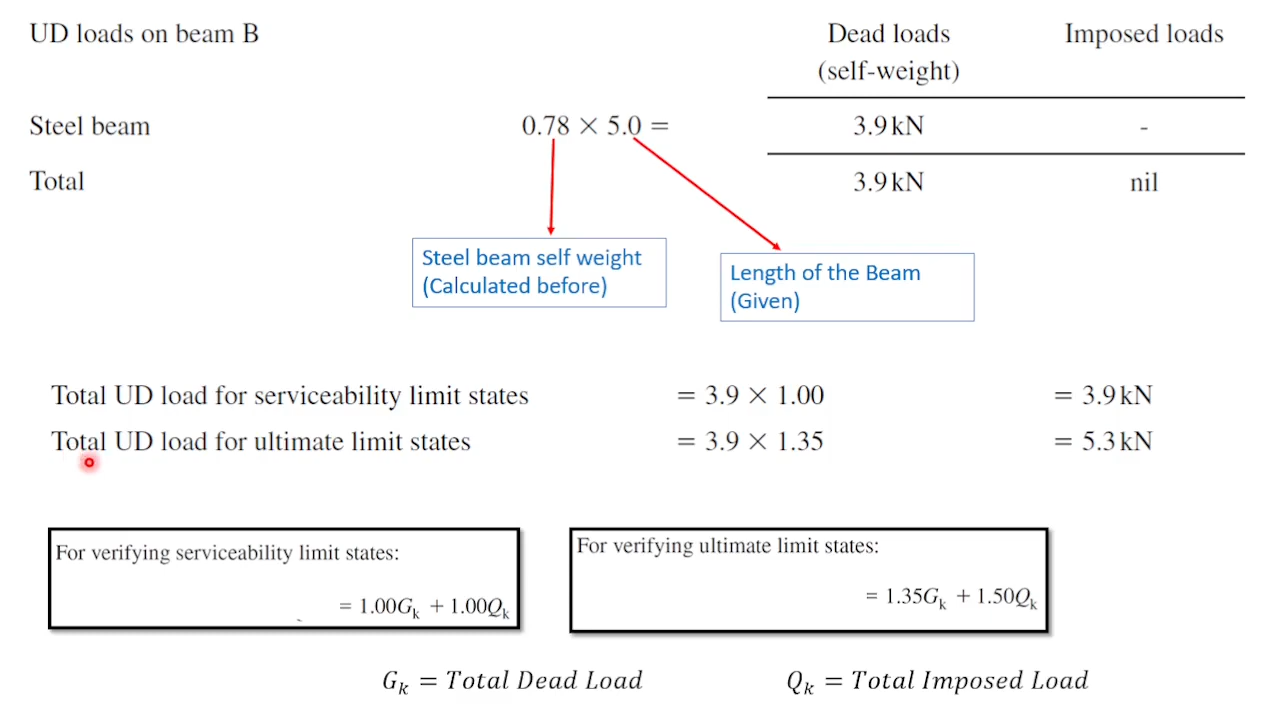 UD loads on beam B Dead loads Imposed loads
(self-weight)
Steel beam 0.78 × 5.0 = 3.9 kN -
Total 3.9 kN nil
Steel beam self weight
(Calculated before)
Length of the Beam
(Given)
Total UD load for serviceability limit states = 3.9 × 1.00 = 3.9 kN
Total UD load for ultimate limit states = 3.9 × 1.35 = 5.3 kN
For verifying serviceability limit states:
= 1.00Gₖ + 1.00Qₖ
For verifying ultimate limit states:
= 1.35Gₖ + 1.50Qₖ
Gₖ = Total Dead Load Qₖ = Total Imposed Load